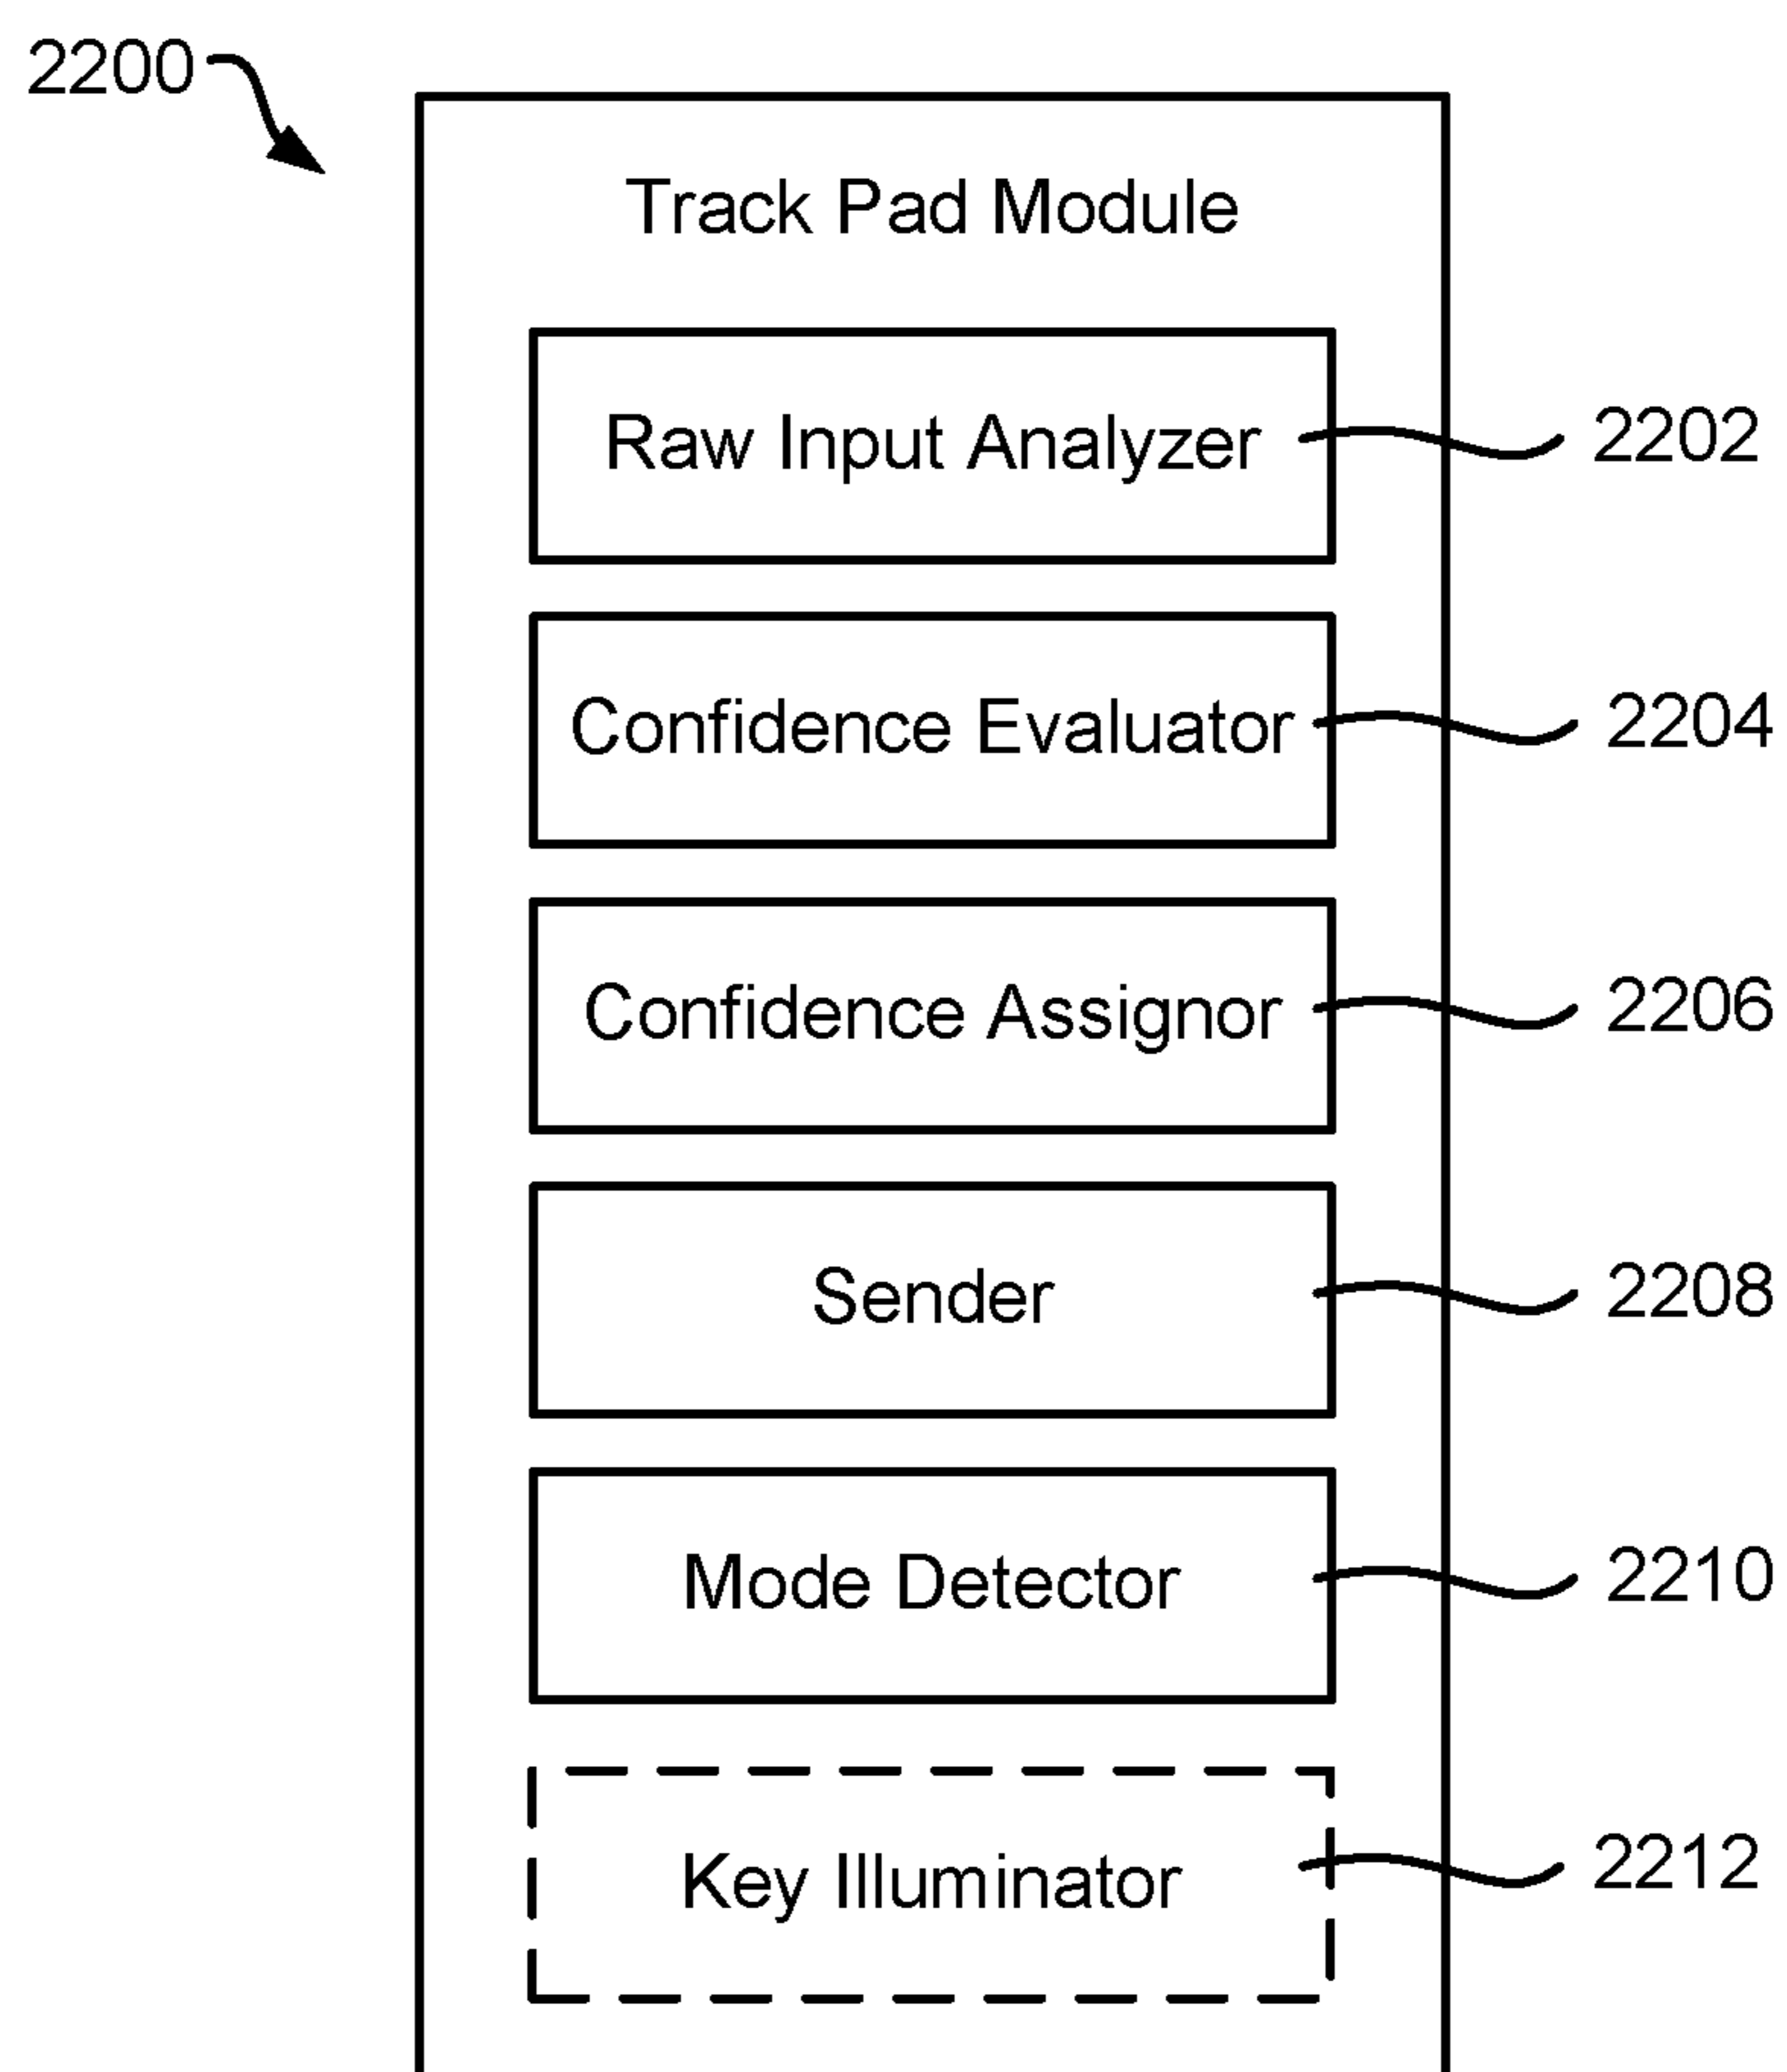 2200
Track Pad Module
Raw Input Analyzer 2202
Confidence Evaluator 2204
Confidence Assignor 2206
Sender 2208
Mode Detector 2210
Key Illuminator 2212